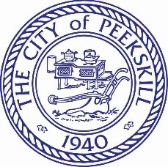 THE CITY OF PEEKSKILL
1940